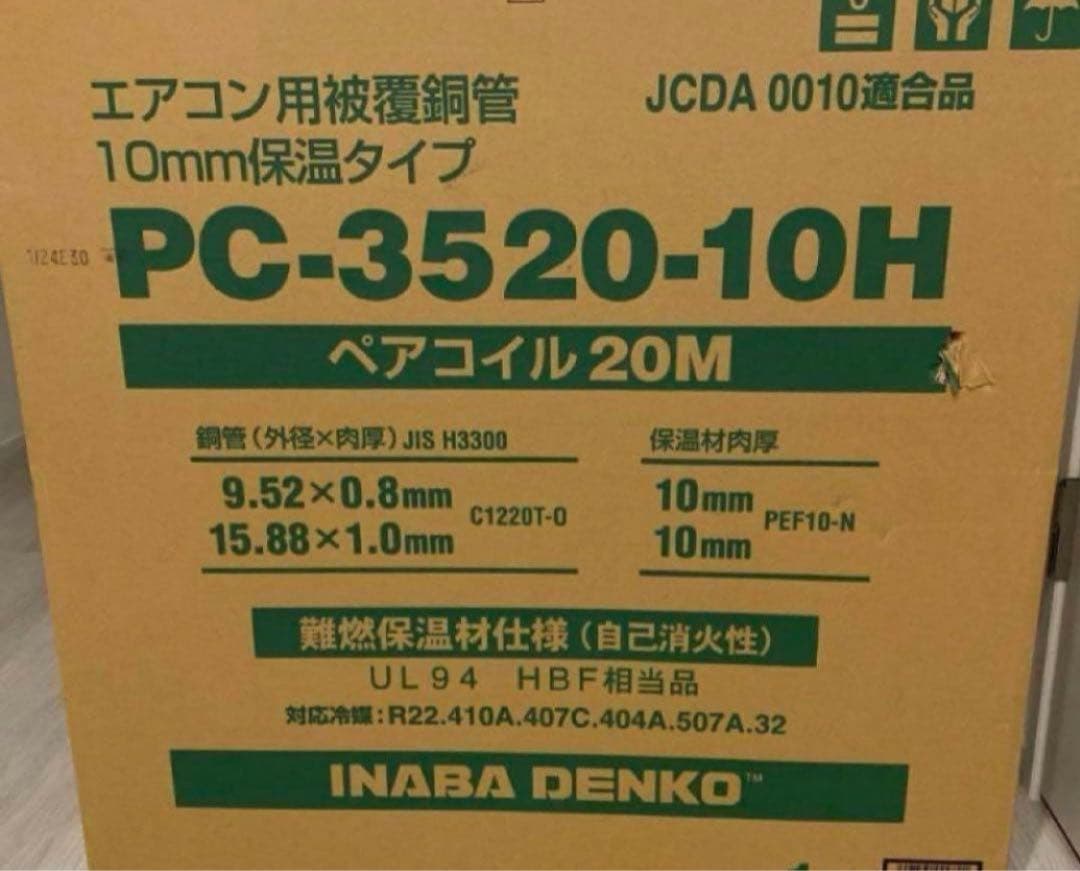 エアコン用被覆銅管
JCDA 0010適合品
10mm保温タイプ
PC-3520-10H
ペアコイル20M
銅管(外径×肉厚)JIS H3300
9.52×0.8mm
15.88×1.0mm
C1220T-O
保温材肉厚
10mm
10mm
PEF10-N
難燃保温材仕様(自己消火性)
UL94 HBF相当品
対応冷媒:R22.410A.407C.404A.507A.32
INABA DENKO™